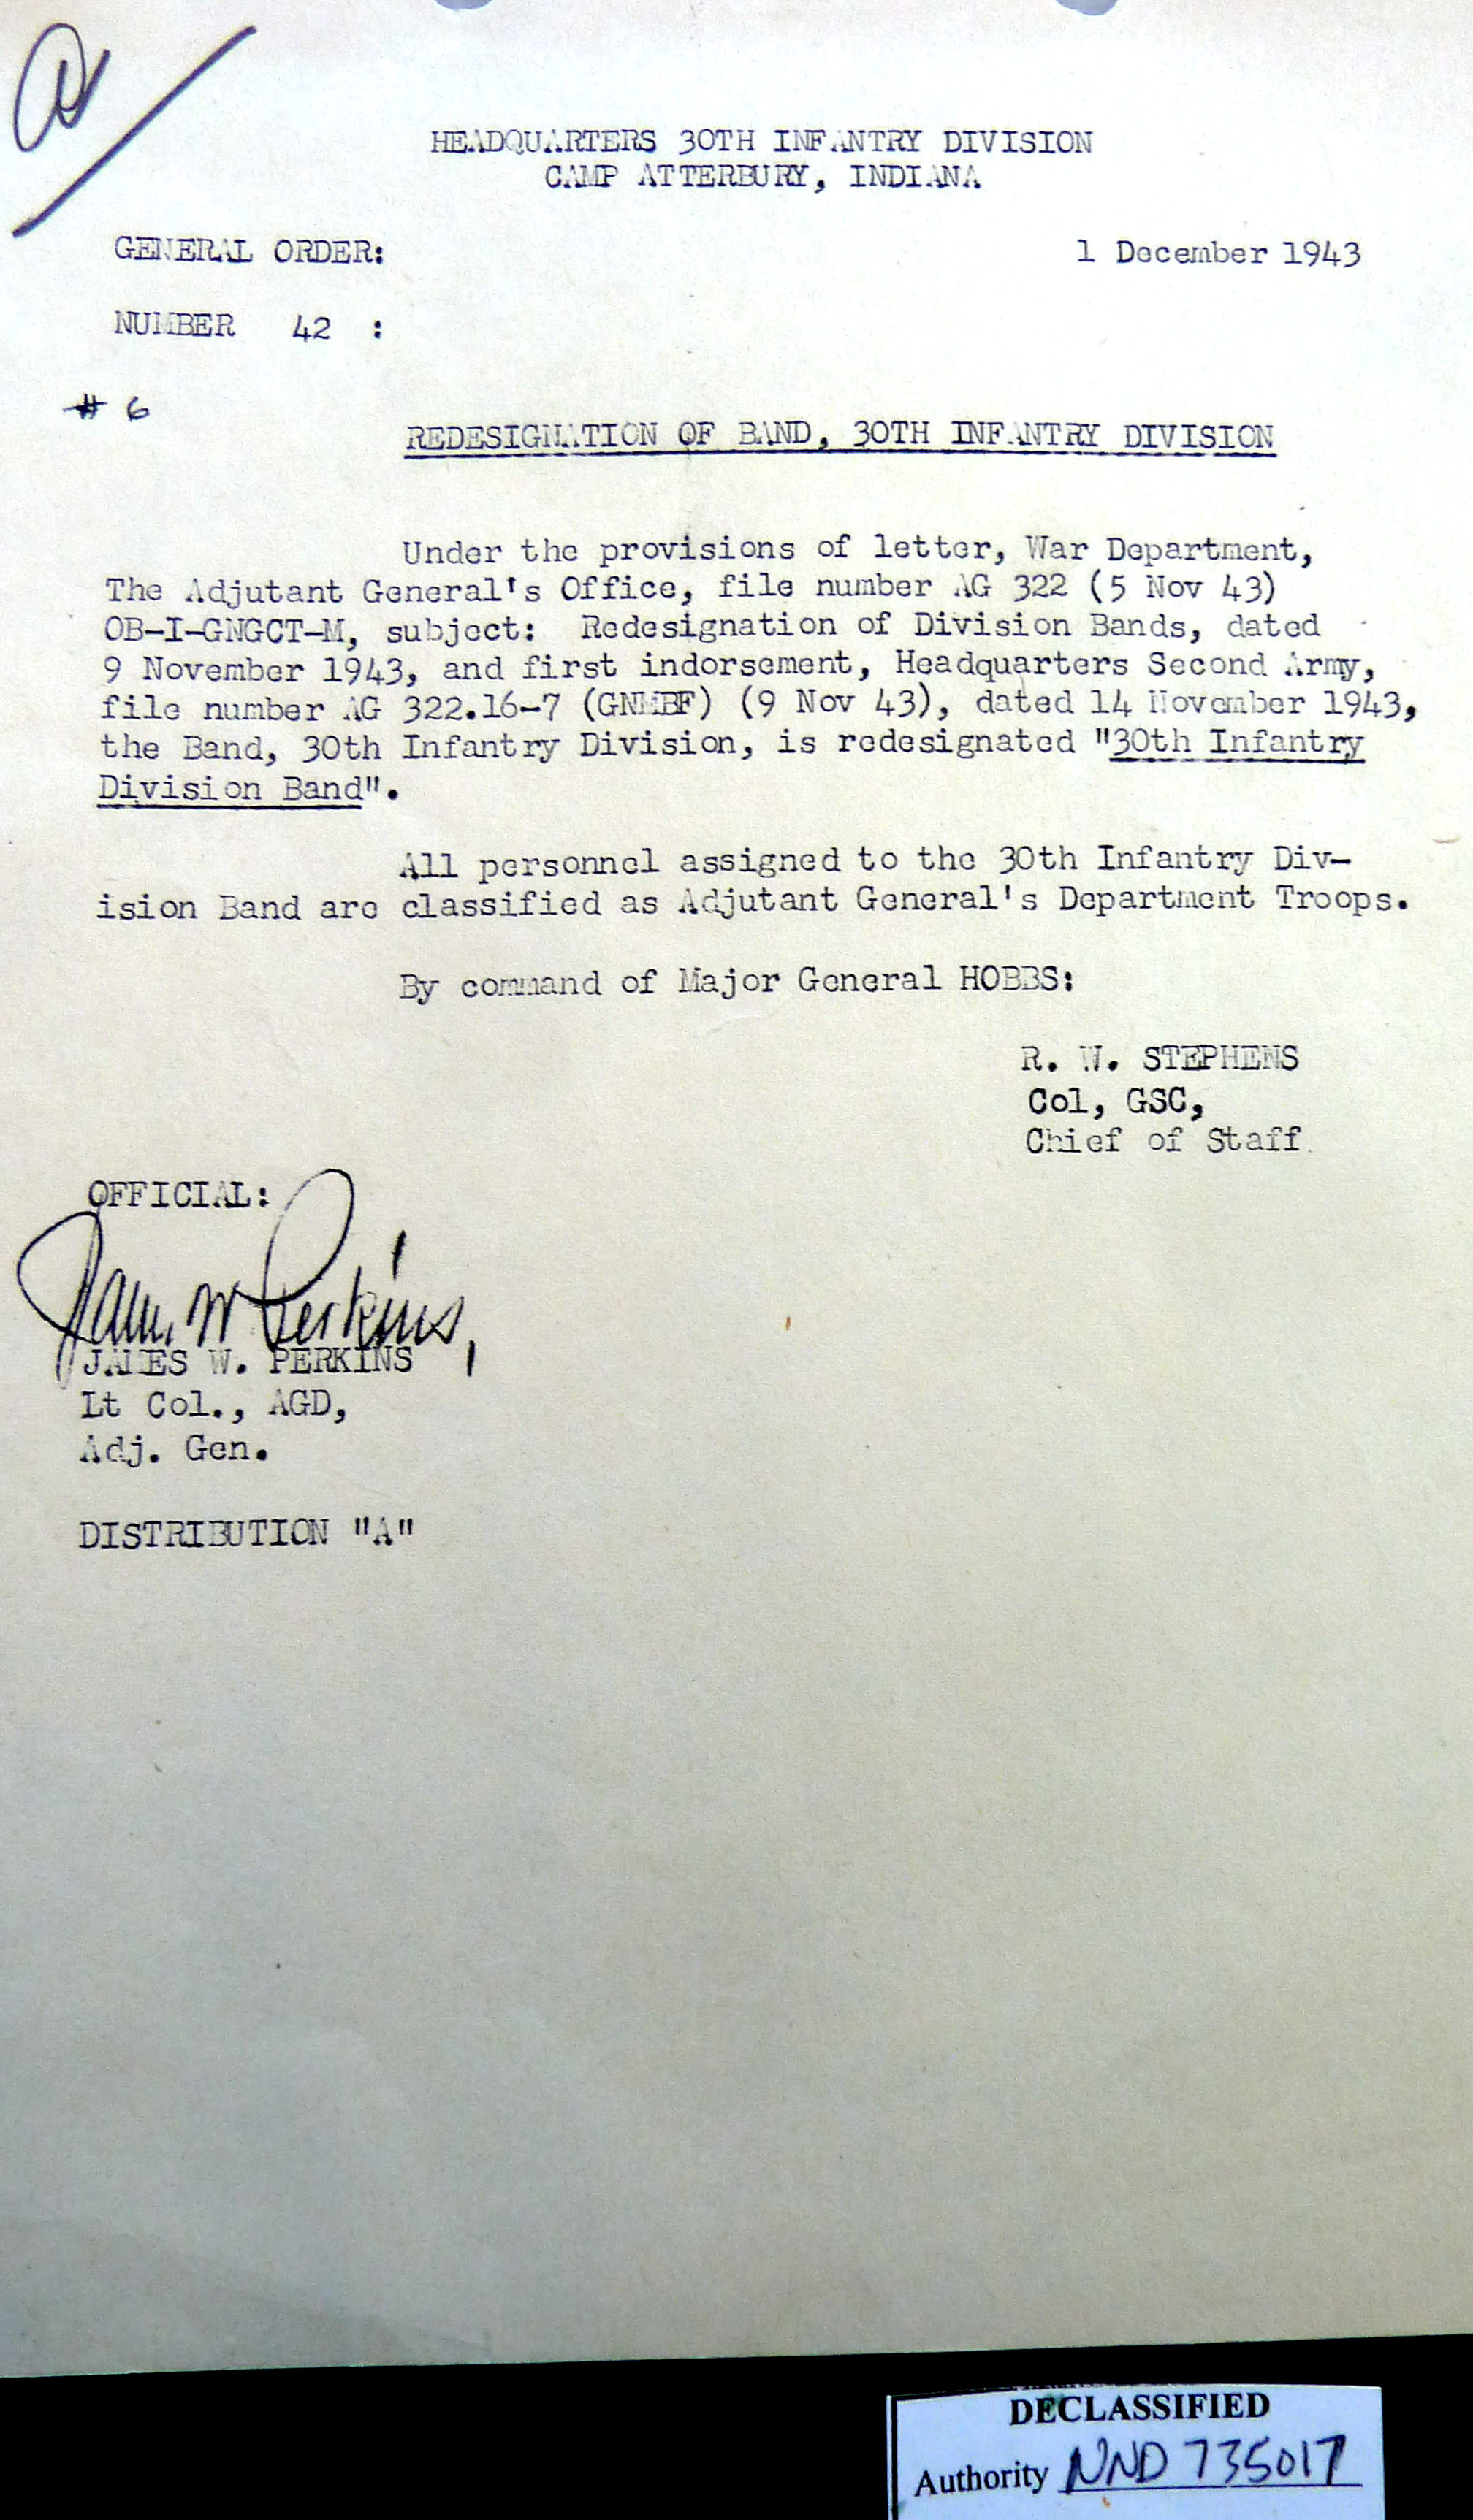 HEADQUARTERS 30TH INFANTRY DIVISION
CAMP ATTERBURY, INDIANA
GENERAL ORDER: 1 December 1943
NUMBER 42 :
# 6
REDESIGNATION OF BAND, 30TH INFANTRY DIVISION
Under the provisions of letter, War Department,
The Adjutant General's Office, file number AG 322 (5 Nov 43)
OB-I-GNGCT-M, subject: Redesignation of Division Bands, dated
9 November 1943, and first indorsement, Headquarters Second Army,
file number AG 322.16-7 (GNMBF) (9 Nov 43), dated 14 November 1943,
the Band, 30th Infantry Division, is redesignated "30th Infantry
Division Band".
All personnel assigned to the 30th Infantry Div-
ision Band are classified as Adjutant General's Department Troops.
By command of Major General HOBBS:
R. W. STEPHENS
Col, GSC,
Chief of Staff
OFFICIAL:
James W Perkins
JAMES W. PERKINS
Lt Col., AGD,
Adj. Gen.
DISTRIBUTION "A"
DECLASSIFIED
Authority NND 735017